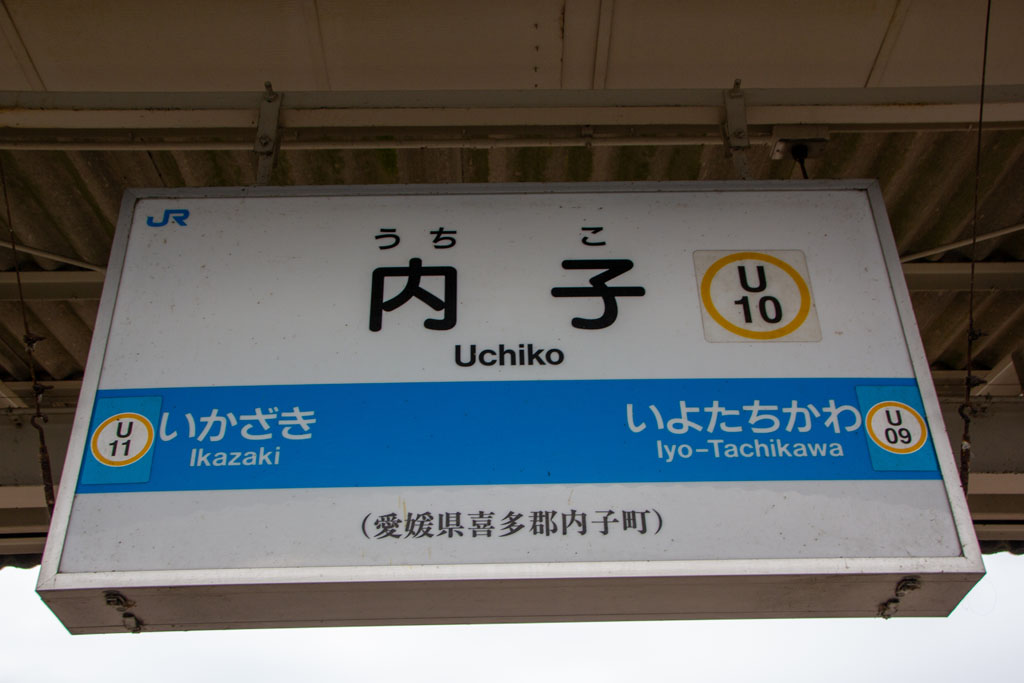 JR
うち こ
内子
Uchiko
U
10
U
11
いかざき
Ikazaki
いよたちかわ
Iyo-Tachikawa
U
09
(愛媛県喜多郡内子町)